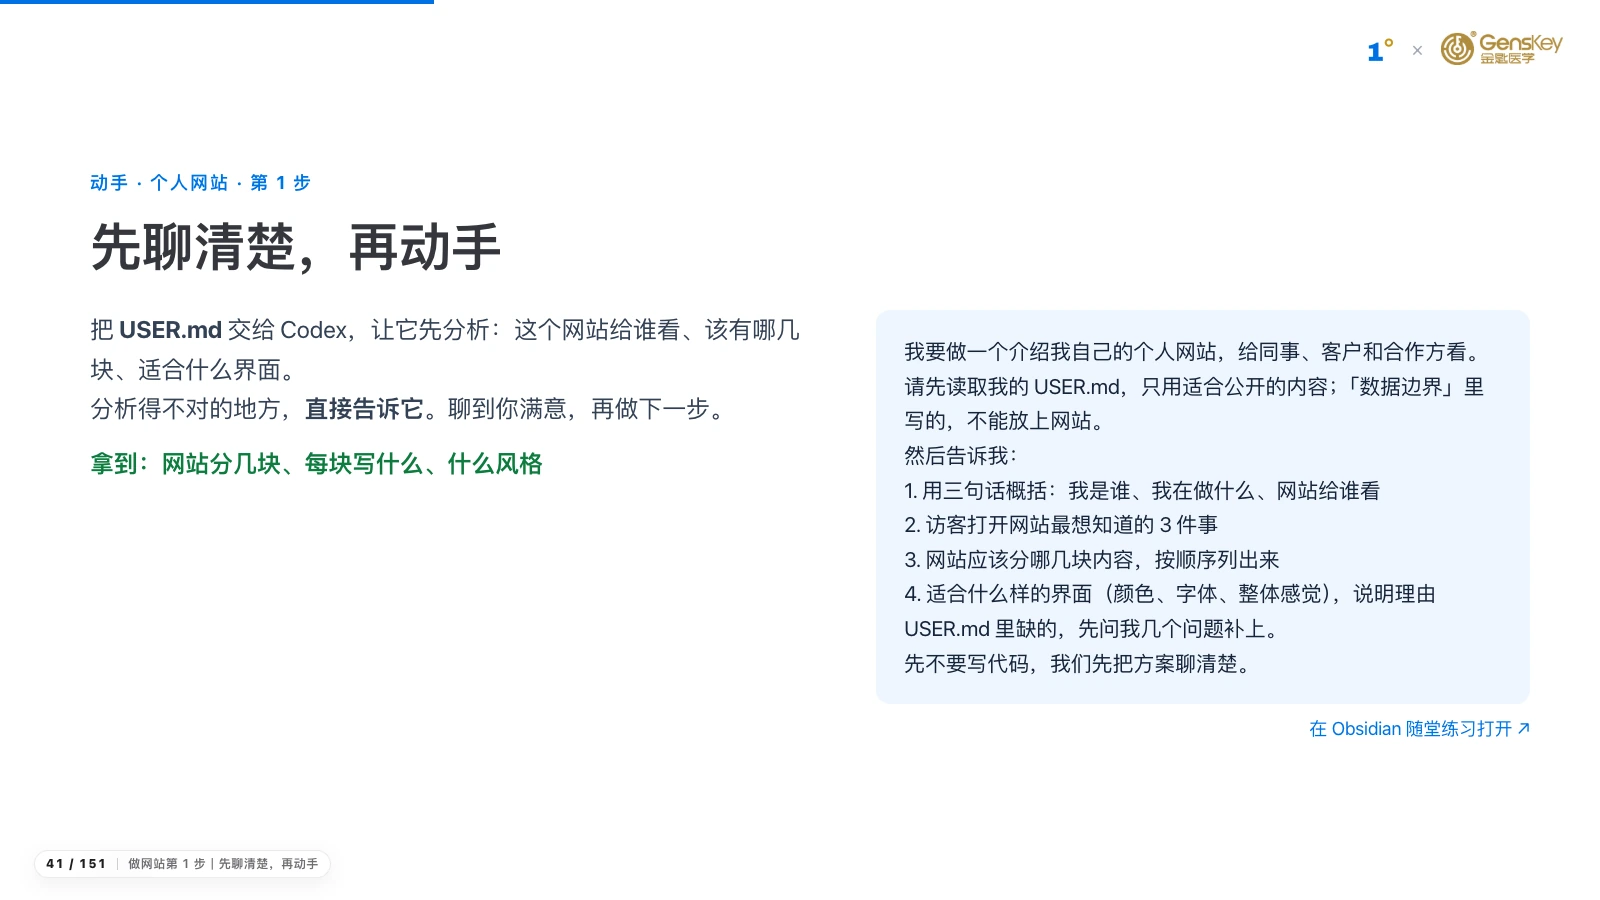 1° × GensKey®
金匙医学
动手 · 个人网站 · 第 1 步
先聊清楚，再动手
把 USER.md 交给 Codex，让它先分析：这个网站给谁看、该有哪几
块、适合什么界面。
分析得不对的地方，直接告诉它。聊到你满意，再做下一步。
拿到：网站分几块、每块写什么、什么风格
我要做一个介绍我自己的个人网站，给同事、客户和合作方看。
请先读取我的 USER.md，只用适合公开的内容；「数据边界」里
写的，不能放上网站。
然后告诉我：
1. 用三句话概括：我是谁、我在做什么、网站给谁看
2. 访客打开网站最想知道的 3 件事
3. 网站应该分哪几块内容，按顺序列出来
4. 适合什么样的界面（颜色、字体、整体感觉），说明理由
USER.md 里缺的，先问我几个问题补上。
先不要写代码，我们先把方案聊清楚。
在 Obsidian 随堂练习打开 ↗
41 / 151 | 做网站第 1 步 | 先聊清楚，再动手